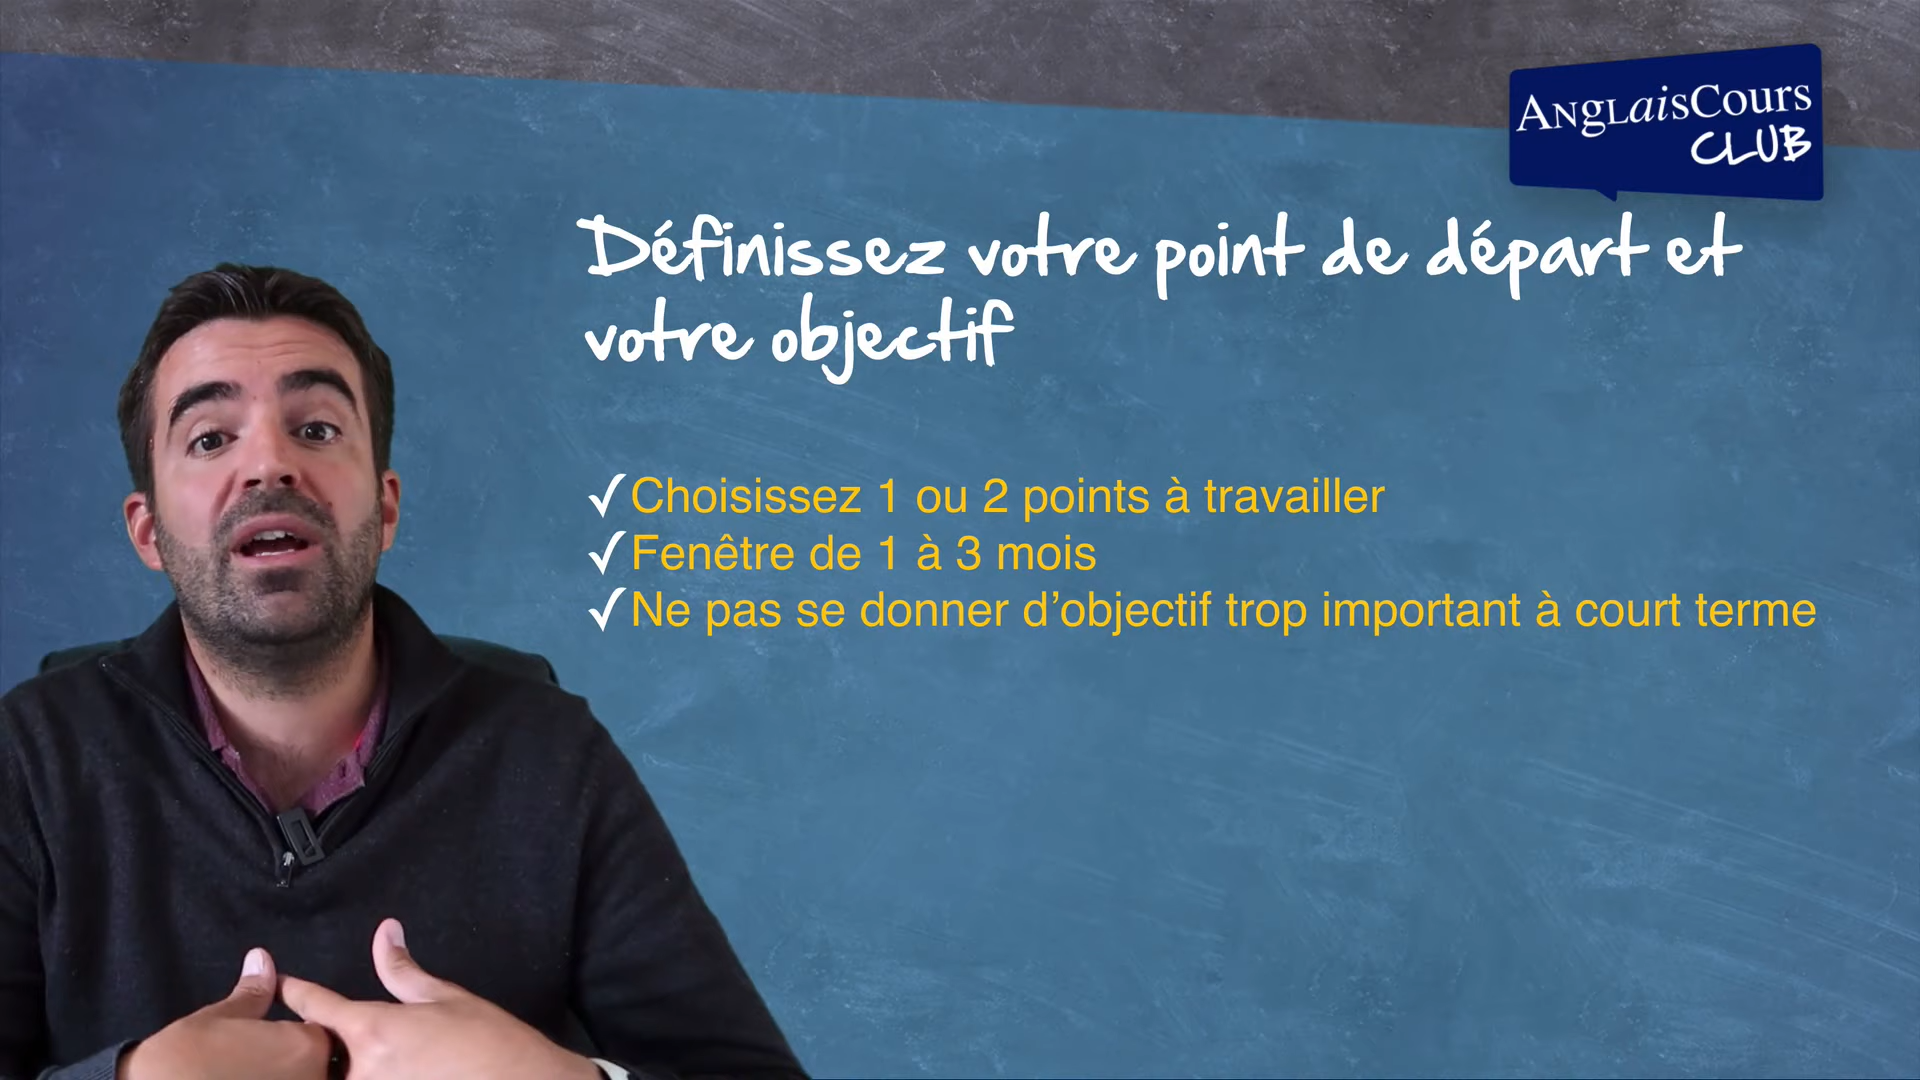 AnglaisCours
CLUB
Définissez votre point de départ et
votre objectif
✓Choisissez 1 ou 2 points à travailler
✓Fenêtre de 1 à 3 mois
✓Ne pas se donner d’objectif trop important à court terme